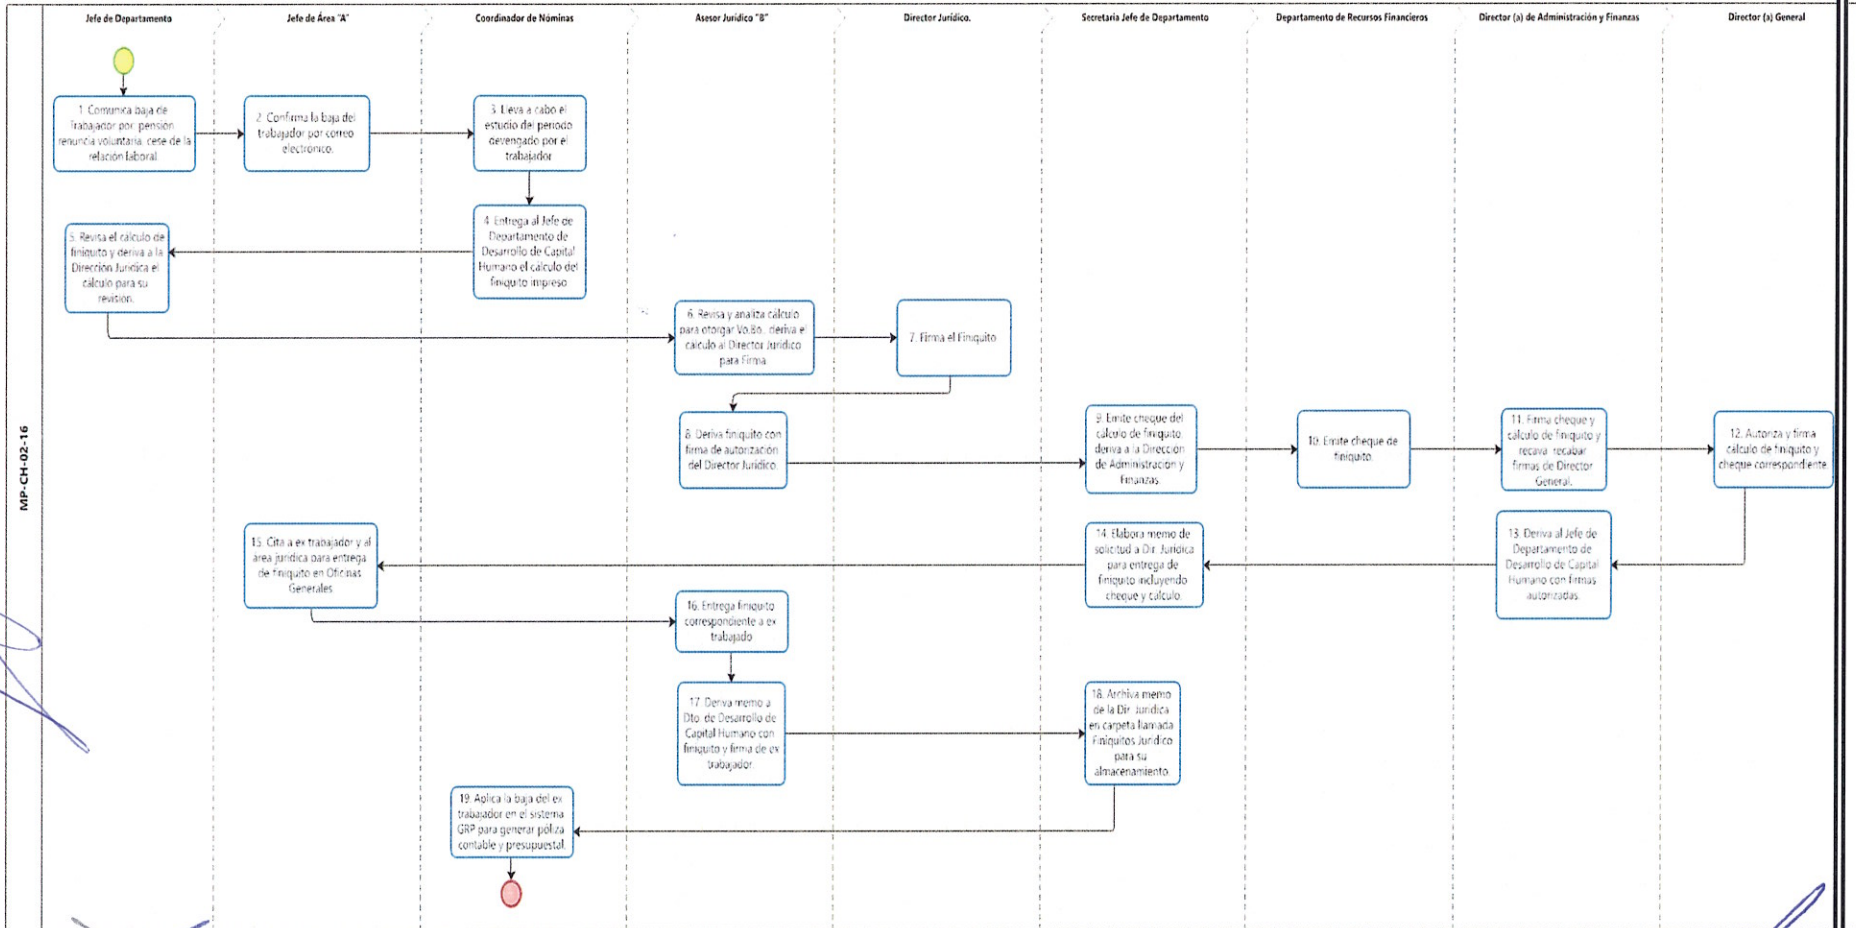 Jefe de Departamento
Jefe de Área "A"
Coordinador de Nóminas
Asesor Jurídico "B"
Director Jurídico.
Secretaria Jefe de Departamento
Departamento de Recursos Financieros
Director (a) de Administración y Finanzas
Director (a) General
MP-CH-02-16
1. Comunica baja de
Trabajador por: pensión
renuncia voluntaria, cese de la
relación laboral
2. Confirma la baja del
trabajador por correo
electrónico.
3. Lleva a cabo el
estudio del periodo
devengado por el
trabajador
4. Entrega al Jefe de
Departamento de
Desarrollo de Capital
Humano el cálculo del
finiquito impreso
5. Revisa el cálculo de
finiquito y deriva a la
Dirección Jurídica el
cálculo para su
revisión.
6. Revisa y analiza cálculo
para otorgar Vo.Bo., deriva el
cálculo al Director Jurídico
para Firma.
7. Firma el Finiquito
8. Deriva finiquito con
firma de autorización
del Director Jurídico.
9. Emite cheque del
cálculo de finiquito,
deriva a la Dirección
de Administración y
Finanzas.
10. Emite cheque de
finiquito.
11. Firma cheque y
cálculo de finiquito y
recava recabar
firmas de Director
General.
12. Autoriza y firma
cálculo de finiquito y
cheque correspondiente.
13. Deriva al Jefe de
Departamento de
Desarrollo de Capital
Humano con firmas
autorizadas.
14. Elabora memo de
solicitud a Dir. Jurídica
para entrega de
finiquito incluyendo
cheque y cálculo.
15. Cita a ex trabajador y al
área jurídica para entrega
de finiquito en Oficinas
Generales
16. Entrega finiquito
correspondiente a ex
trabajado
17. Deriva memo a
Dto. de Desarrollo de
Capital Humano con
finiquito y firma de ex
trabajador.
18. Archiva memo
de la Dir. Jurídica
en carpeta llamada
Finiquitos Jurídico
para su
almacenamiento.
19. Aplica la baja del ex
trabajador en el sistema
GRP para generar póliza
contable y presupuestal.